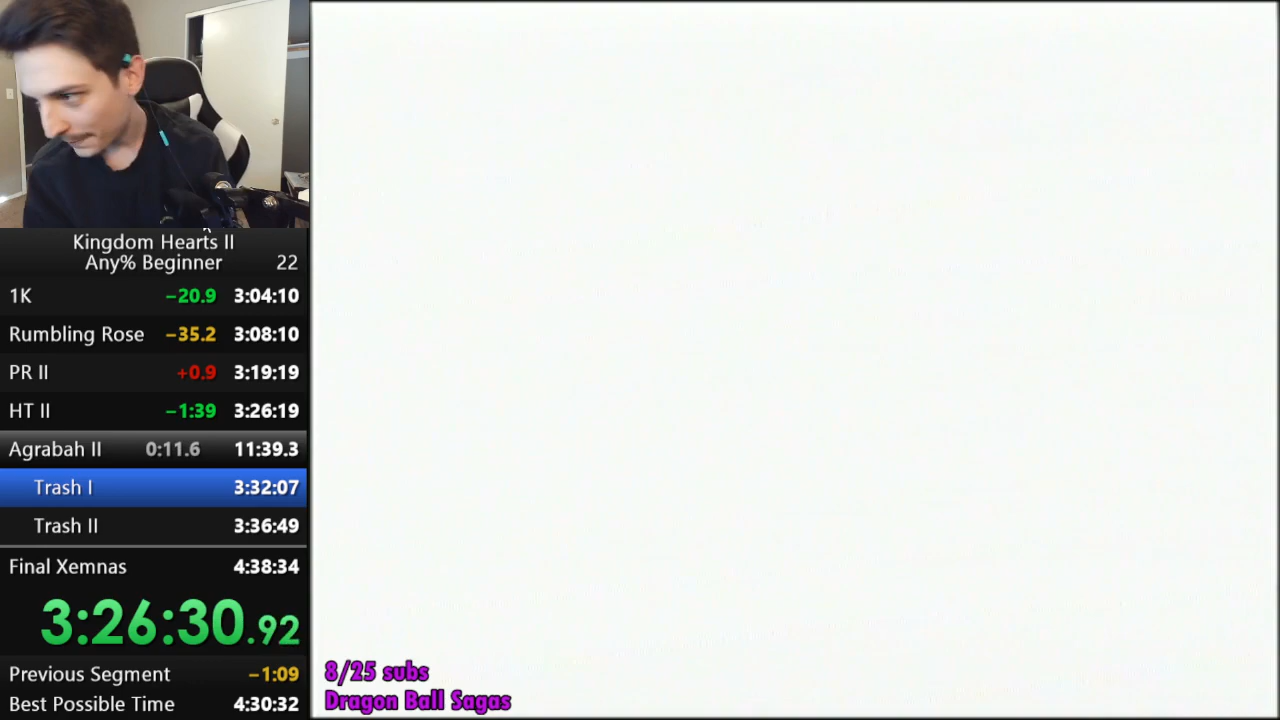 Kingdom Hearts II
Any% Beginner 22
1K -20.9 3:04:10
Rumbling Rose -35.2 3:08:10
PR II +0.9 3:19:19
HT II -1:39 3:26:19
Agrabah II 0:11.6 11:39.3
Trash I 3:32:07
Trash II 3:36:49
Final Xemnas 4:38:34
3:26:30.92
Previous Segment -1:09
Best Possible Time 4:30:32
8/25 subs
Dragon Ball Sagas